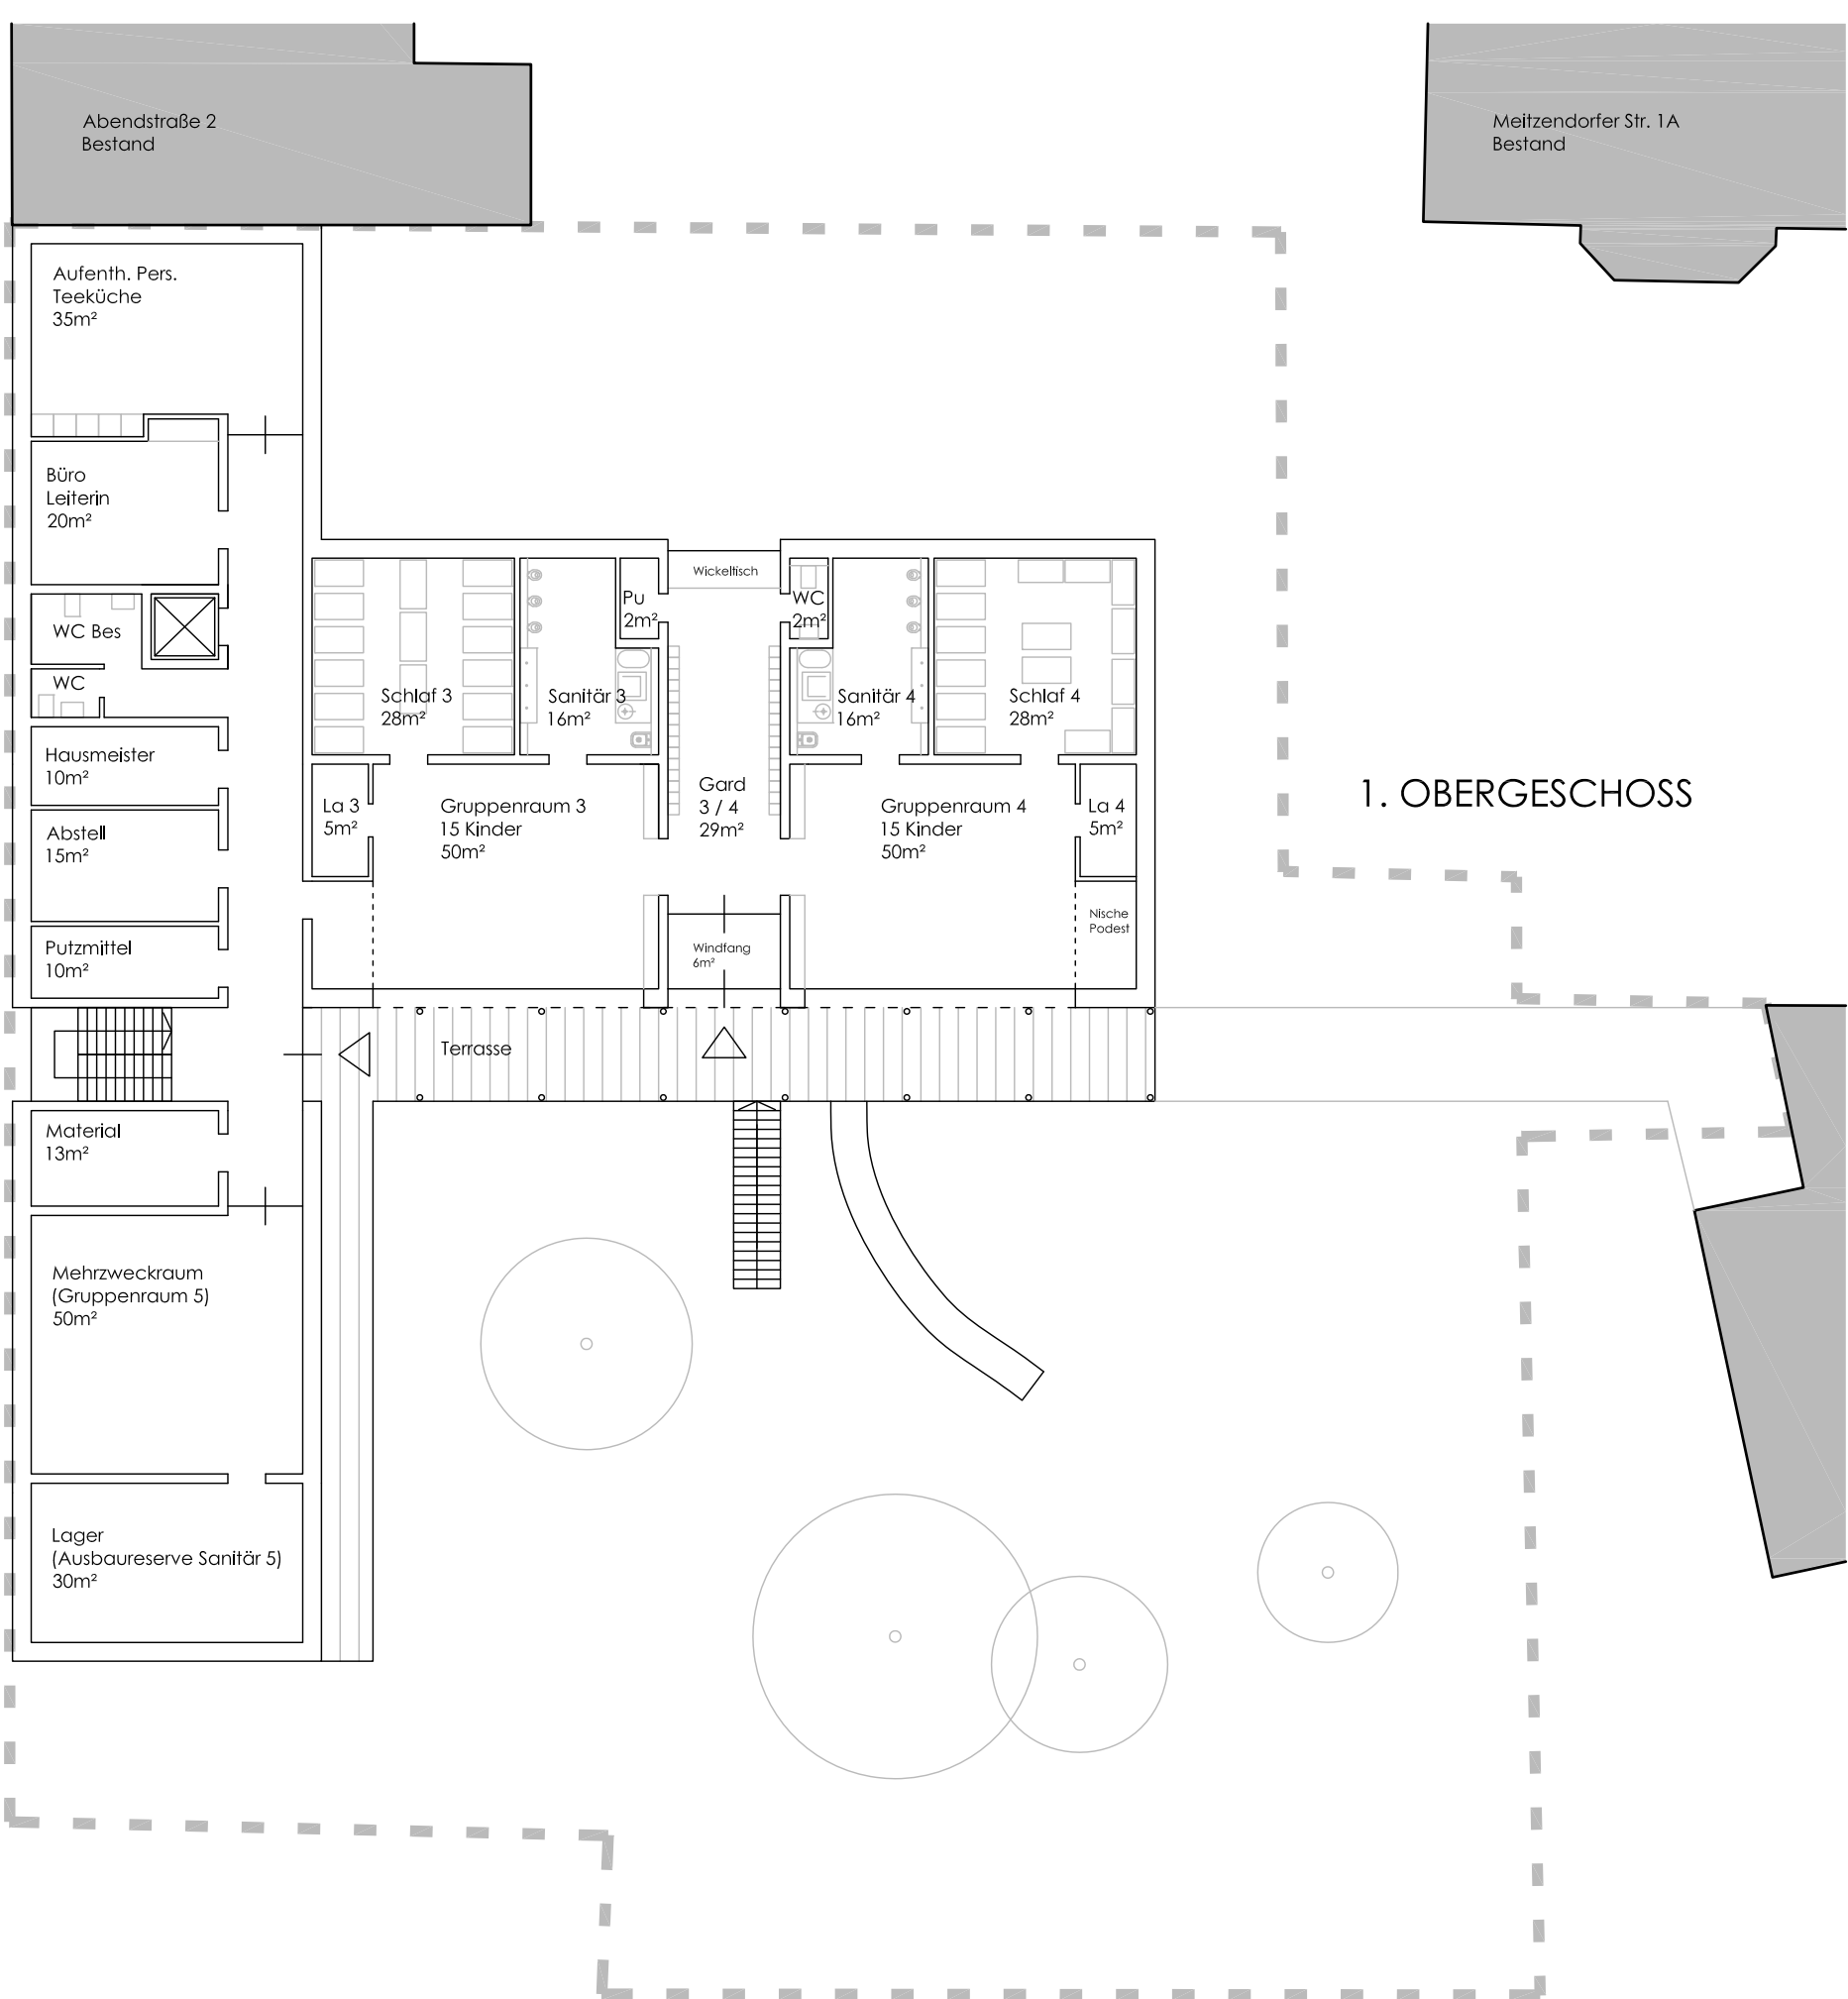 Abendstraße 2
Bestand
Meitzendorfer Str. 1A
Bestand
Aufenth. Pers.
Teeküche
35m²
Büro
Leiterin
20m²
WC Bes
WC
Hausmeister
10m²
Abstell
15m²
Putzmittel
10m²
Schlaf 3
28m²
Sanitär 3
16m²
Pu
2m²
Wickeltisch
WC
2m²
Sanitär 4
16m²
Schlaf 4
28m²
La 3
5m²
Gruppenraum 3
15 Kinder
50m²
Gard
3 / 4
29m²
Gruppenraum 4
15 Kinder
50m²
La 4
5m²
1. OBERGESCHOSS
Nische
Podest
Windfang
6m²
Terrasse
Material
13m²
Mehrzweckraum
(Gruppenraum 5)
50m²
Lager
(Ausbaureserve Sanitär 5)
30m²